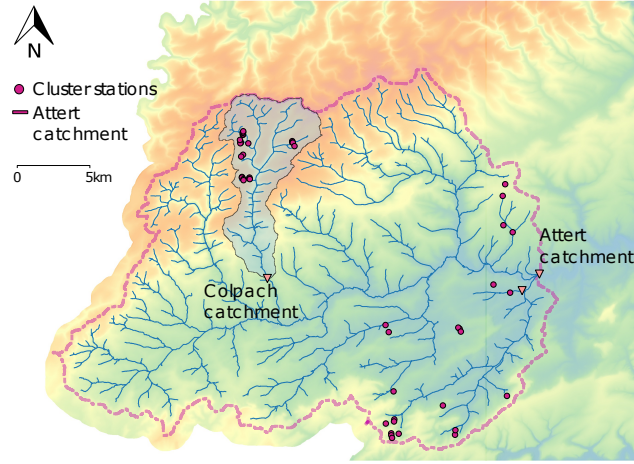 N
Cluster stations
Attert
catchment
0 5km
Attert
catchment
Colpach
catchment